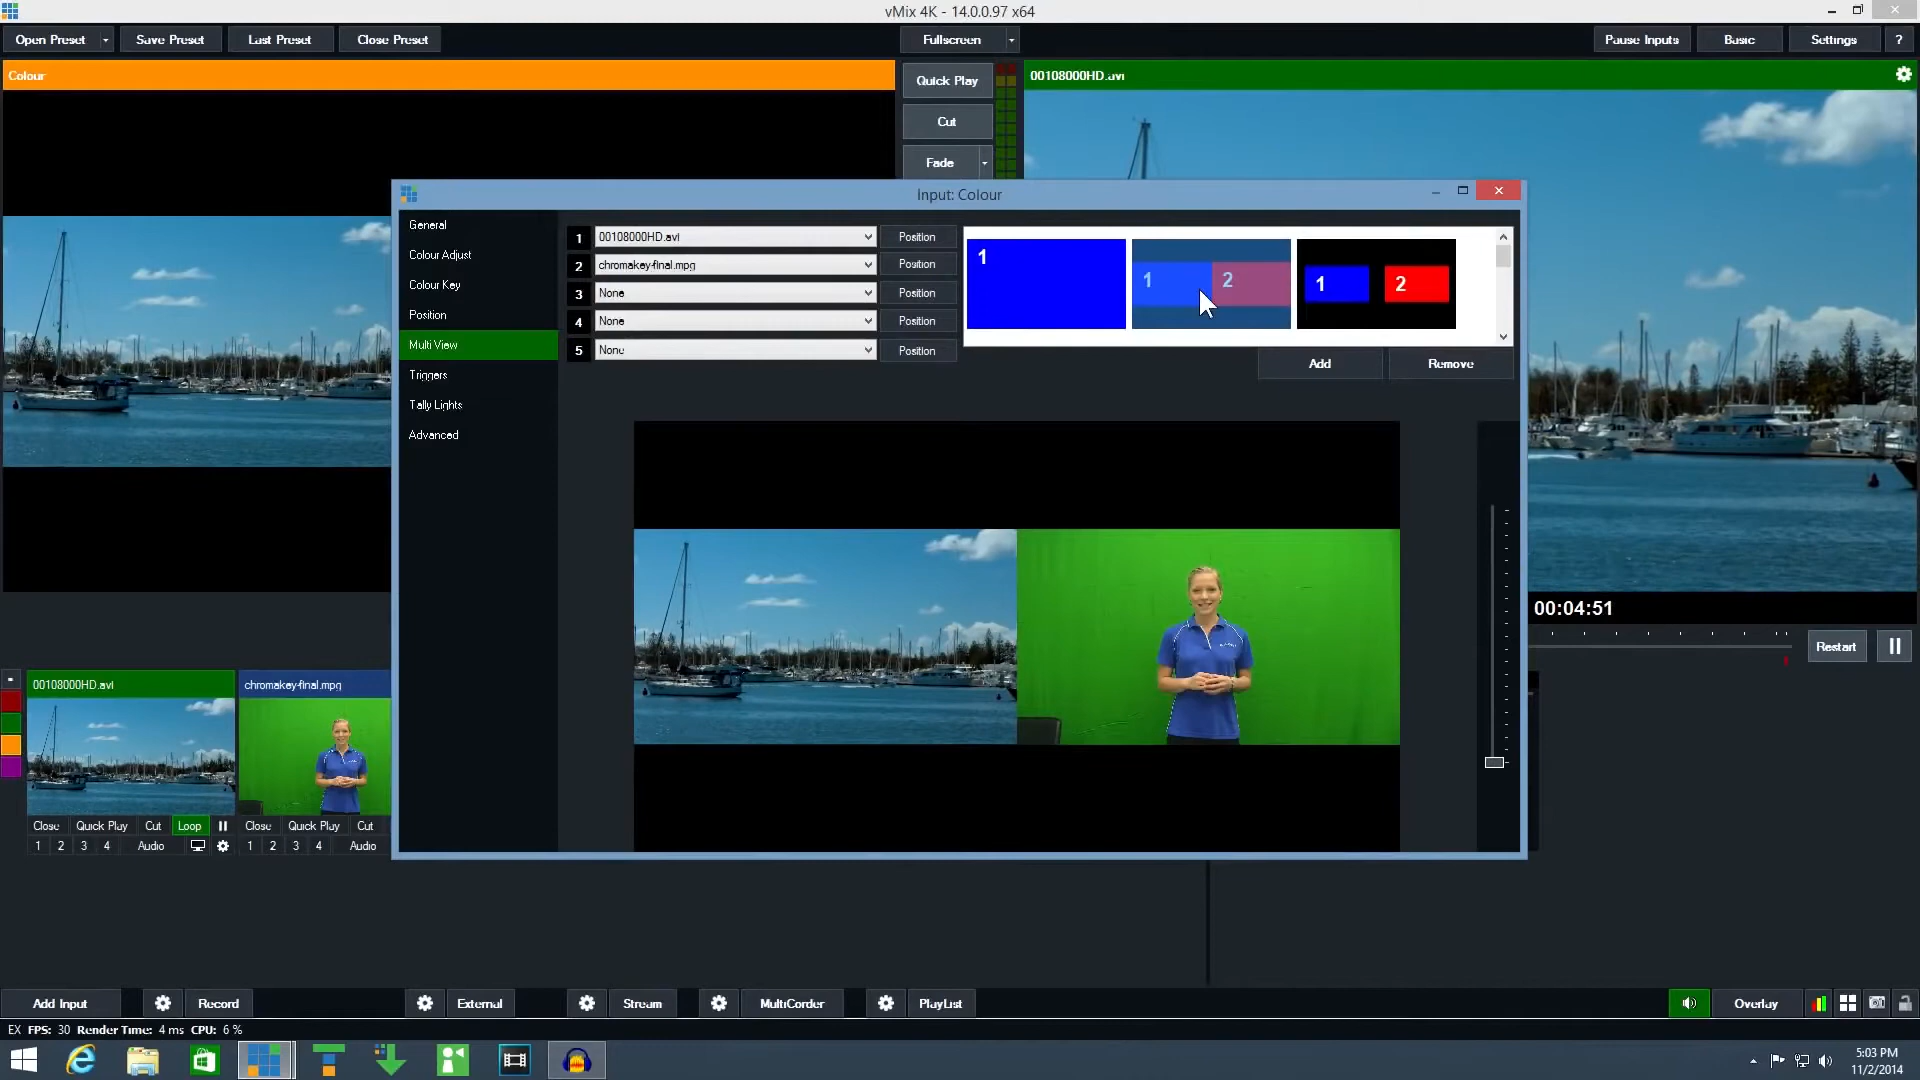 vMix 4K - 14.0.0.97 x64
Open Preset Save Preset Last Preset Close Preset Fullscreen Pause Inputs Basic Settings ?
Colour
Quick Play
Cut
Fade
00108000HD.avi
Input: Colour
General
Colour Adjust
Colour Key
Position
Multi View
Triggers
Tally Lights
Advanced
1 00108000HD.avi Position
2 chromakey-final.mpg Position
3 None Position
4 None Position
5 None Position
1
1 2
1 2
Add Remove
00:04:51
Restart
00108000HD.avi
Close Quick Play Cut Loop
1 2 3 4 Audio
chromakey-final.mpg
Close Quick Play Cut
1 2 3 4 Audio
Add Input Record External Stream MultiCorder PlayList Overlay
EX FPS: 30 Render Time: 4 ms CPU: 6 %
5:03 PM
11/2/2014